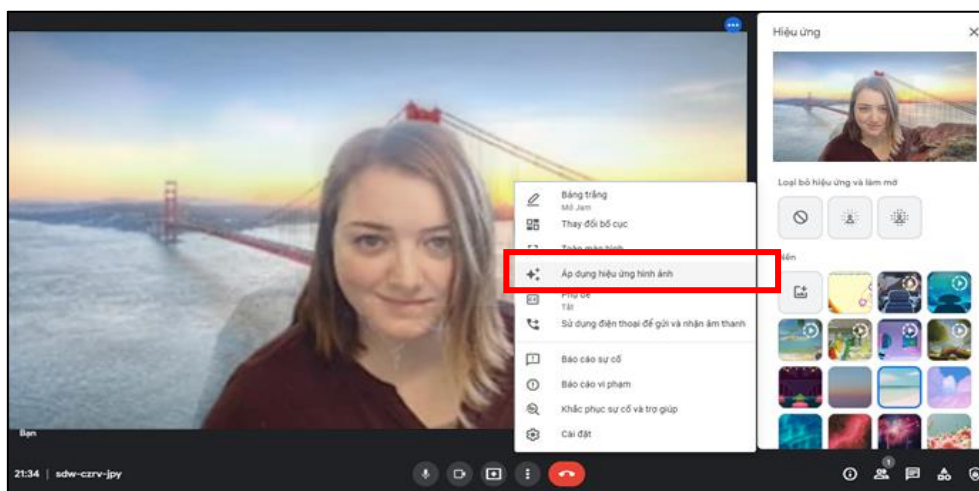 Hiệu ứng
Loại bỏ hiệu ứng và làm mờ
Bảng trắng
Mở Jam
Thay đổi bố cục
Toàn màn hình
Áp dụng hiệu ứng hình ảnh
Phụ đề
Tắt
Sử dụng điện thoại để gửi và nhận âm thanh
Báo cáo sự cố
Báo cáo vi phạm
Khắc phục sự cố và trợ giúp
Cài đặt
Bạn
21:34 | sdw-czrv-jpy
1